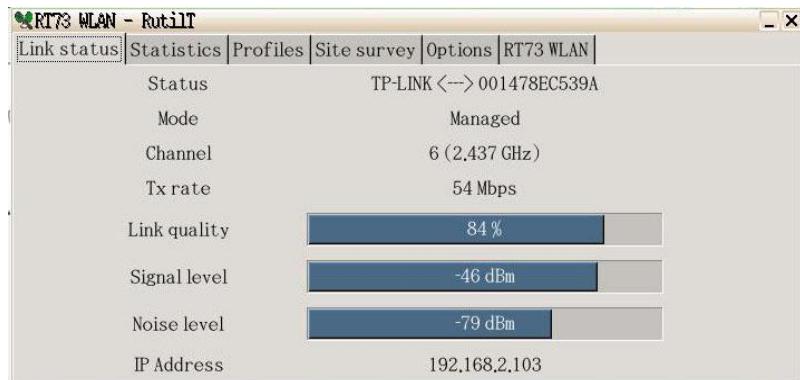 RT73 WLAN - RutilT
Link status Statistics Profiles Site survey Options RT73 WLAN
Status TP-LINK <---> 001478EC539A
Mode Managed
Channel 6 (2.437 GHz)
Tx rate 54 Mbps
Link quality 84 %
Signal level -46 dBm
Noise level -79 dBm
IP Address 192.168.2.103